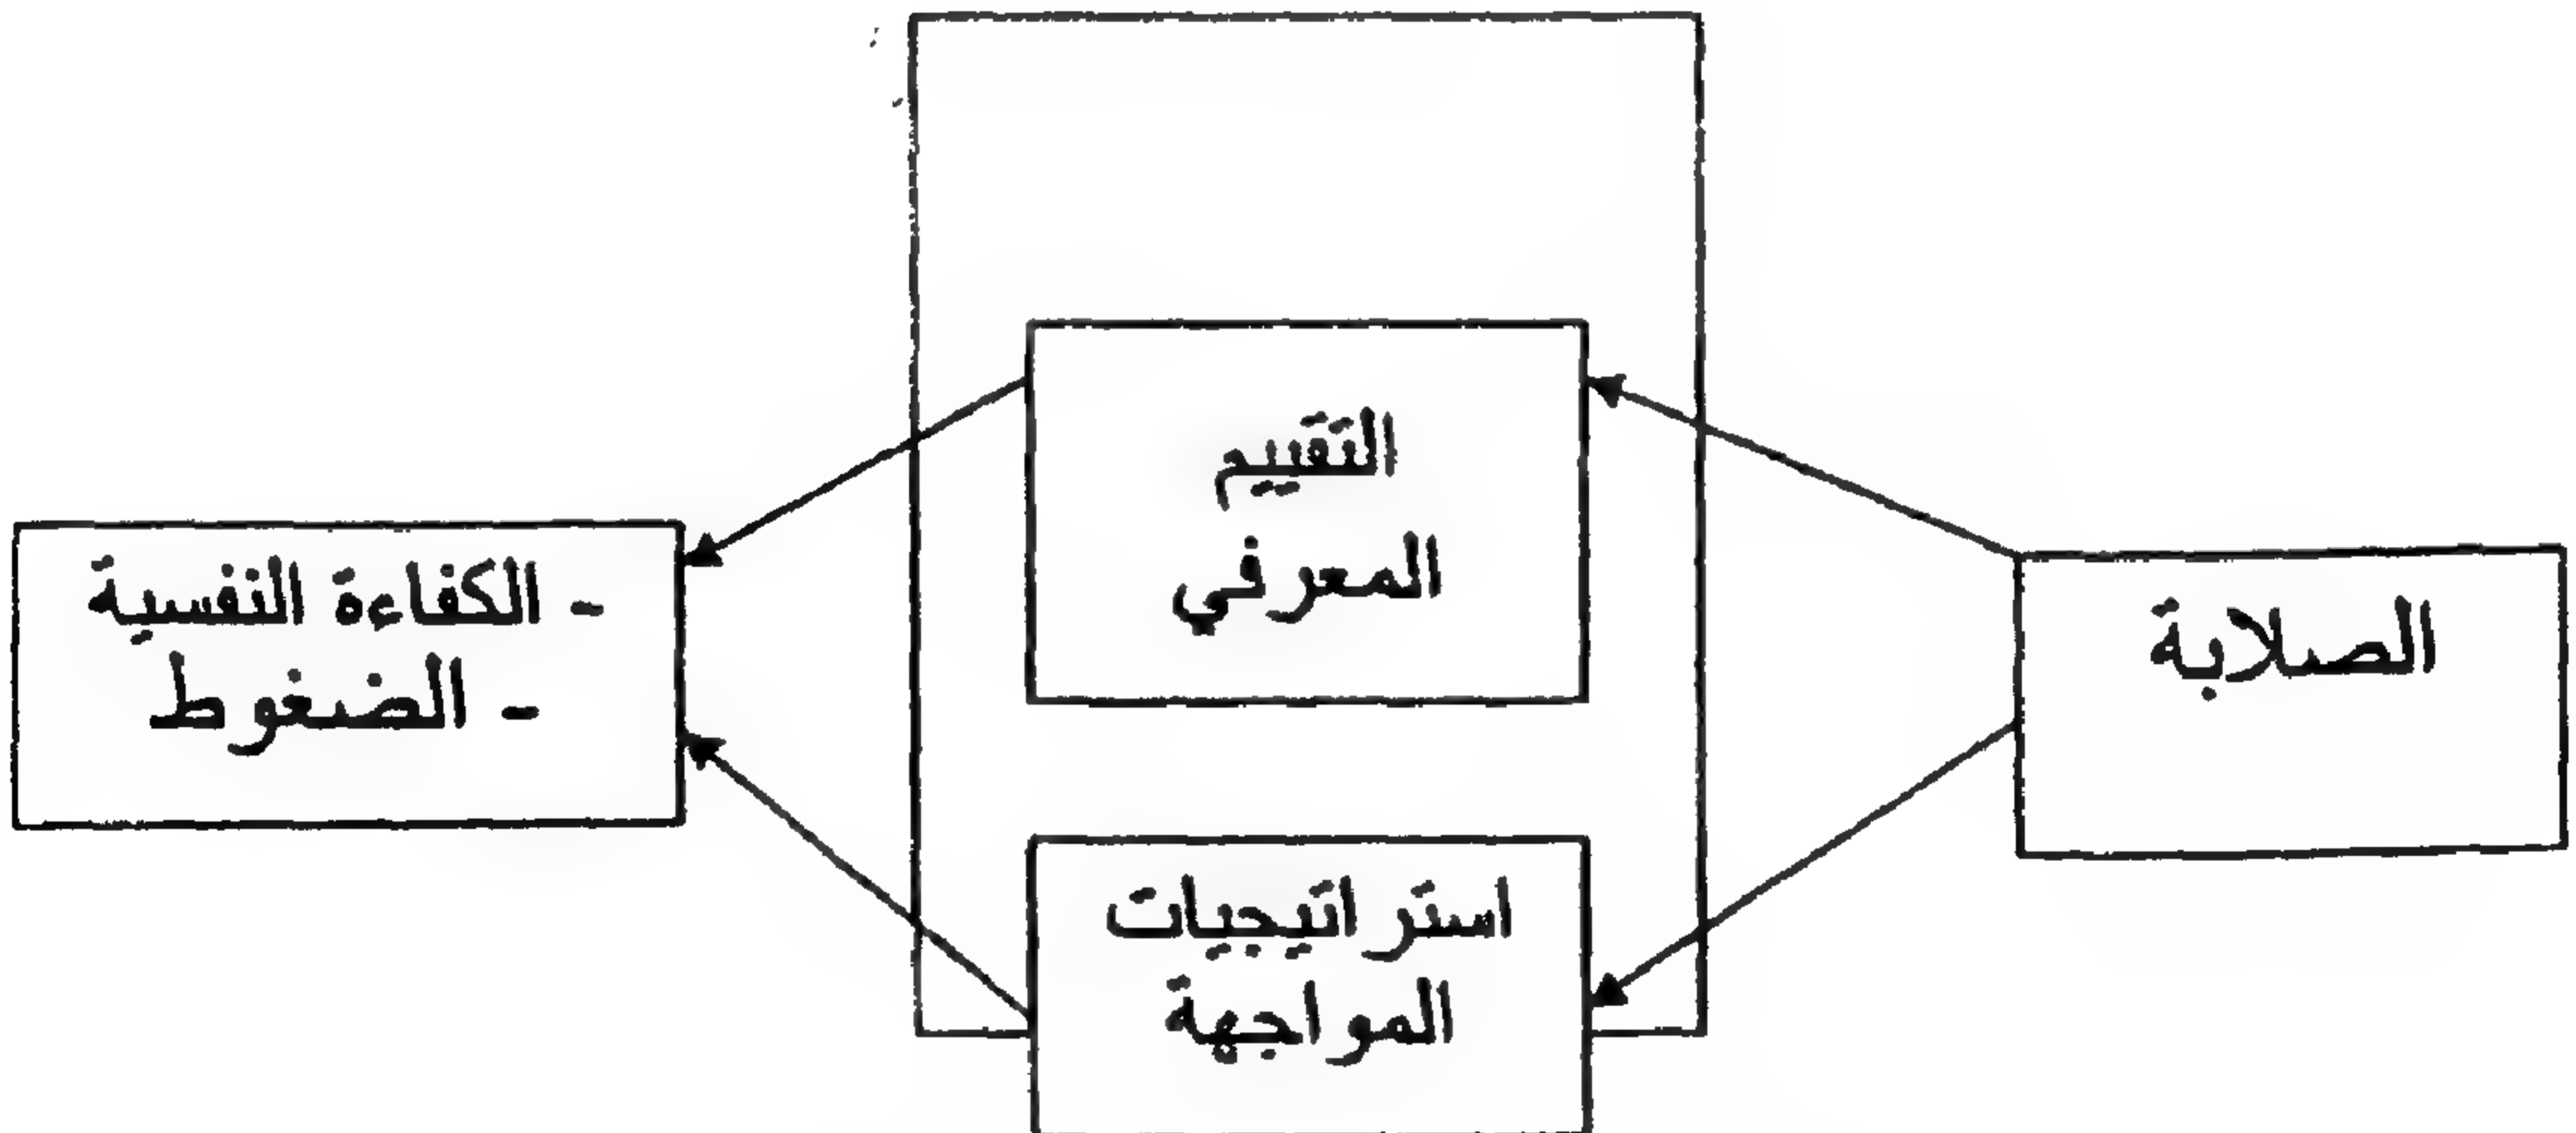 الصلابة
التقييم
المعرفي
استراتيجيات
المواجهة
- الكفاءة النفسية
- الضغوط